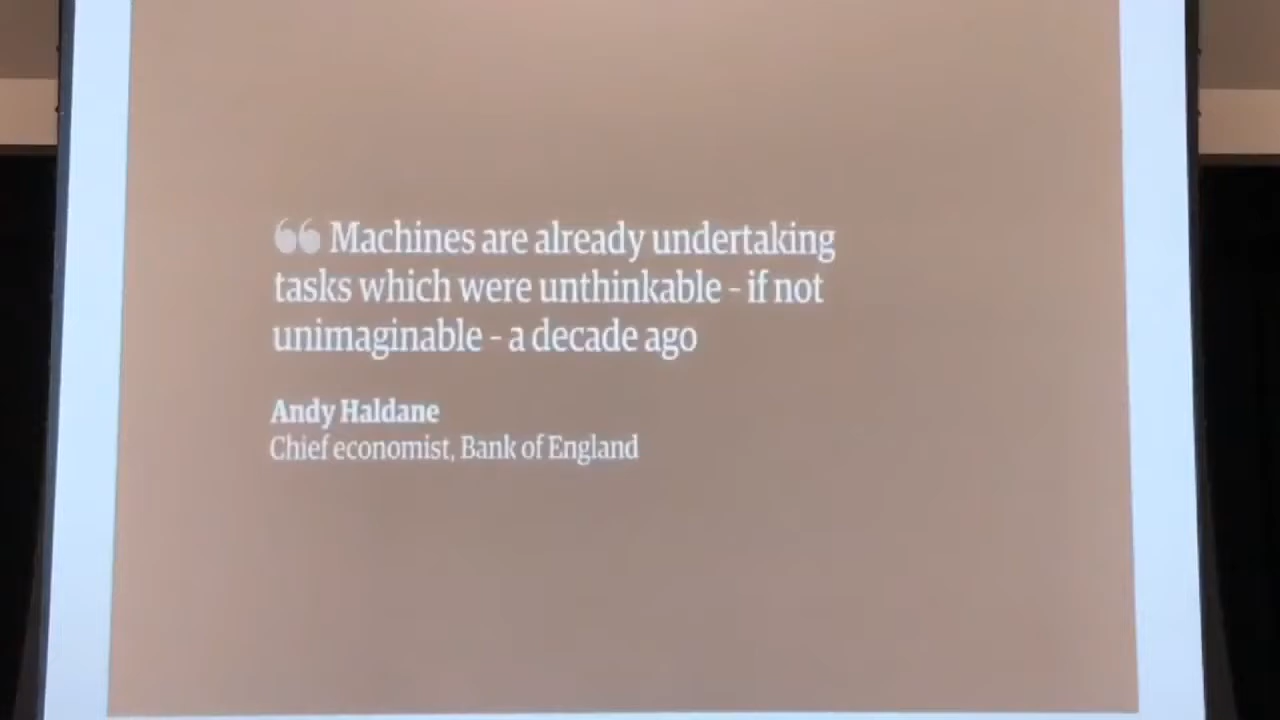 ❝ Machines are already undertaking
tasks which were unthinkable - if not
unimaginable - a decade ago
Andy Haldane
Chief economist, Bank of England